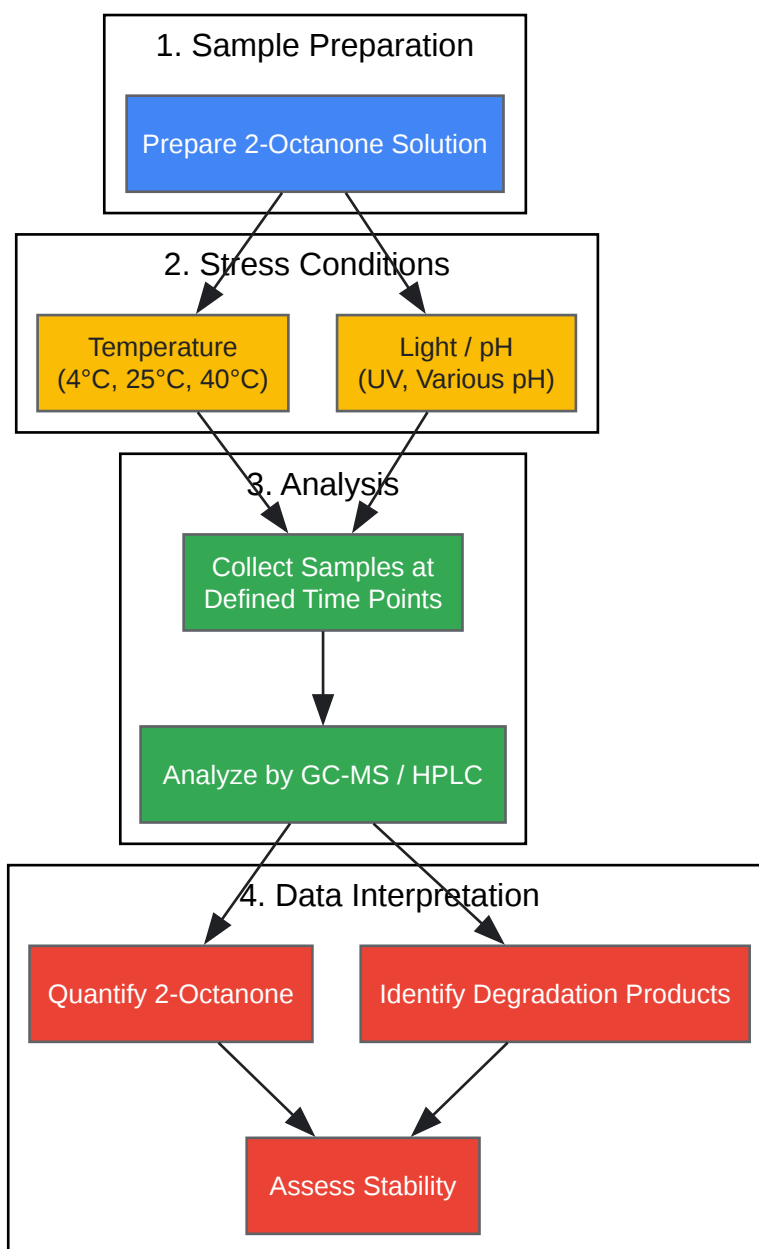 1. Sample Preparation
Prepare 2-Octanone Solution
2. Stress Conditions
Temperature
(4°C, 25°C, 40°C)
Light / pH
(UV, Various pH)
3. Analysis
Collect Samples at
Defined Time Points
Analyze by GC-MS / HPLC
4. Data Interpretation
Quantify 2-Octanone
Identify Degradation Products
Assess Stability